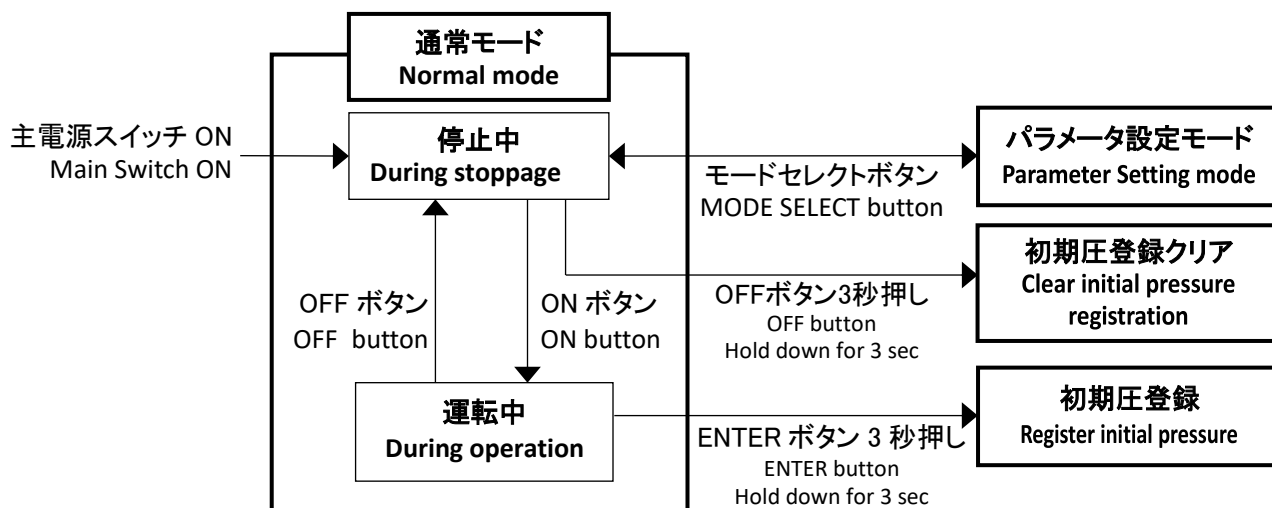 通常モード
Normal mode
主電源スイッチ ON
Main Switch ON
停止中
During stoppage
モードセレクトボタン
MODE SELECT button
パラメータ設定モード
Parameter Setting mode
OFF ボタン
OFF button
ON ボタン
ON button
OFFボタン3秒押し
OFF button
Hold down for 3 sec
初期圧登録クリア
Clear initial pressure
registration
運転中
During operation
ENTER ボタン 3 秒押し
ENTER button
Hold down for 3 sec
初期圧登録
Register initial pressure